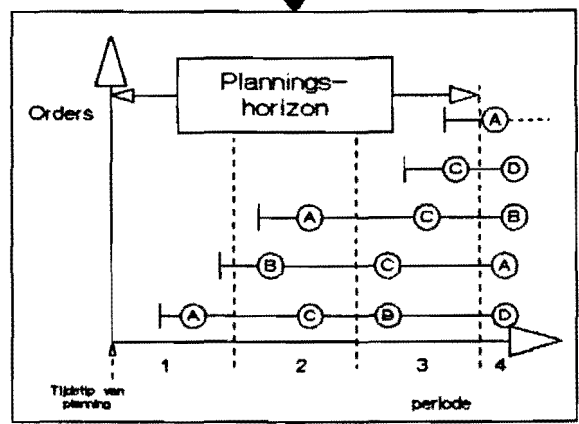 Plannings-
horizon
Orders
A
C D
A C B
B C A
A C B D
1 2 3 4
Tijdstip van
planning
periode